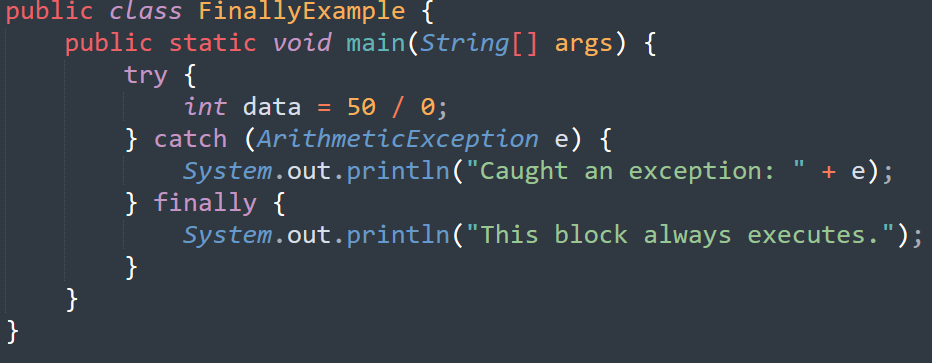 public class FinallyExample {
    public static void main(String[] args) {
        try {
            int data = 50 / 0;
        } catch (ArithmeticException e) {
            System.out.println("Caught an exception: " + e);
        } finally {
            System.out.println("This block always executes.");
        }
    }
}